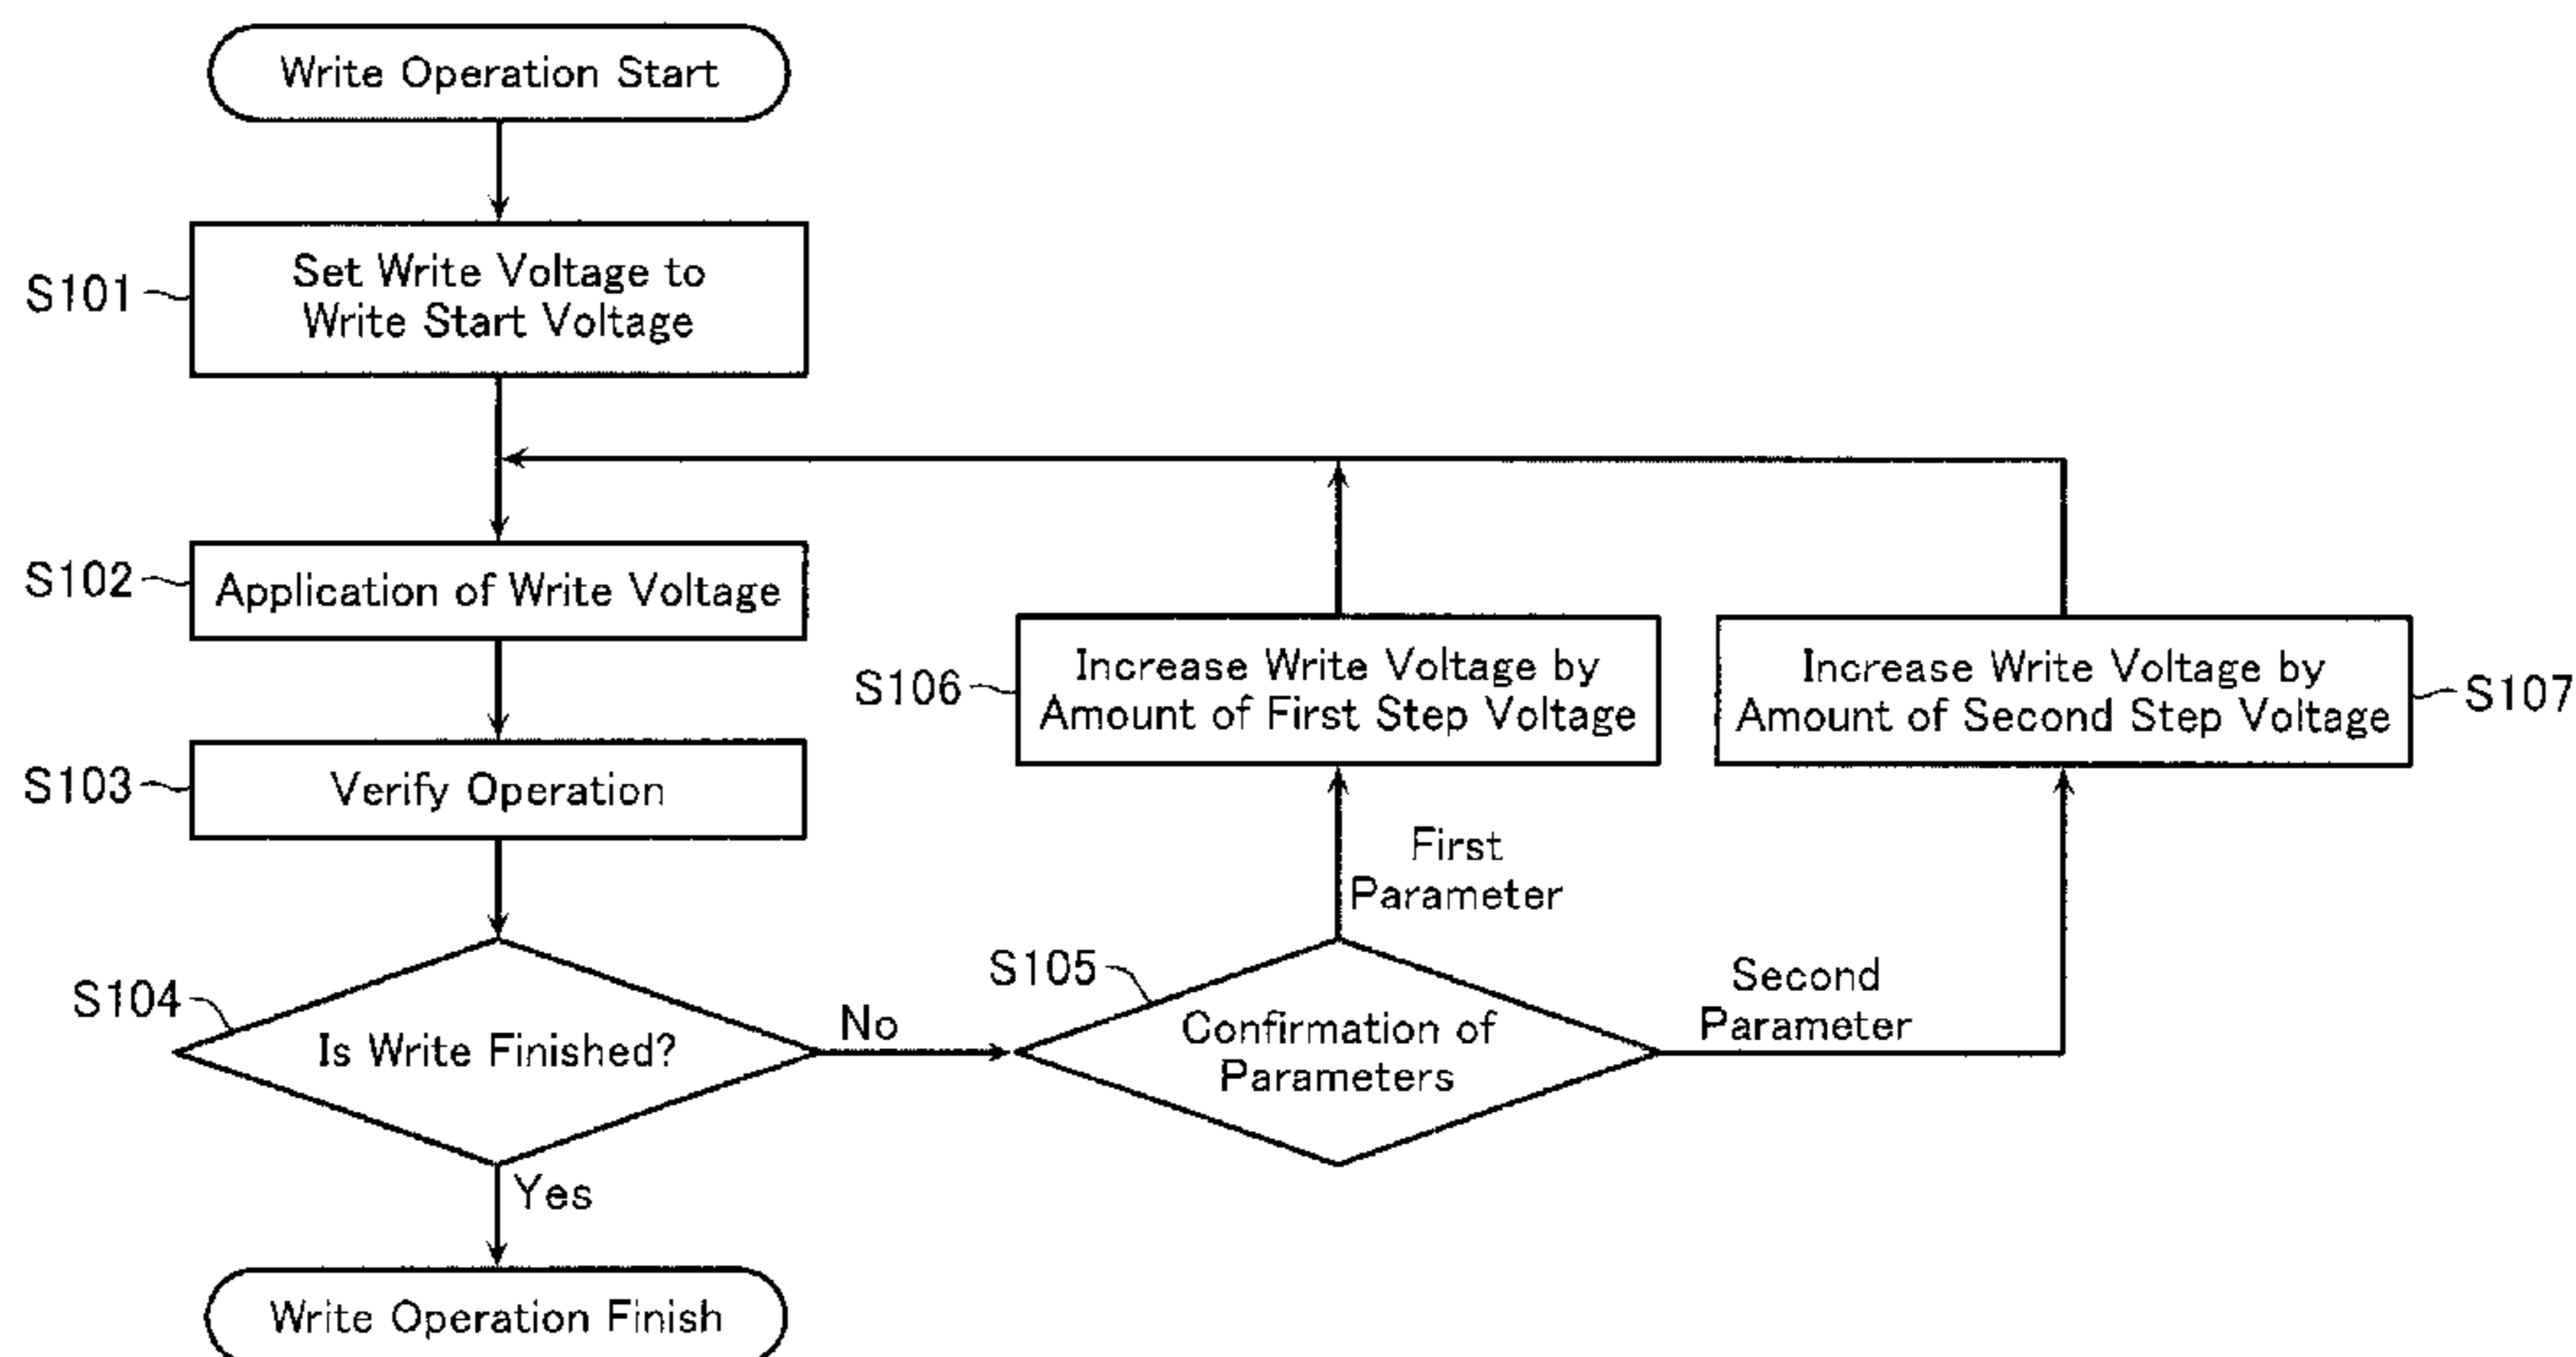 Write Operation Start
S101
Set Write Voltage to
Write Start Voltage
S102
Application of Write Voltage
S106
Increase Write Voltage by
Amount of First Step Voltage
Increase Write Voltage by
Amount of Second Step Voltage
S107
S103
Verify Operation
First
Parameter
S104
Is Write Finished?
No
S105
Confirmation of
Parameters
Second
Parameter
Yes
Write Operation Finish